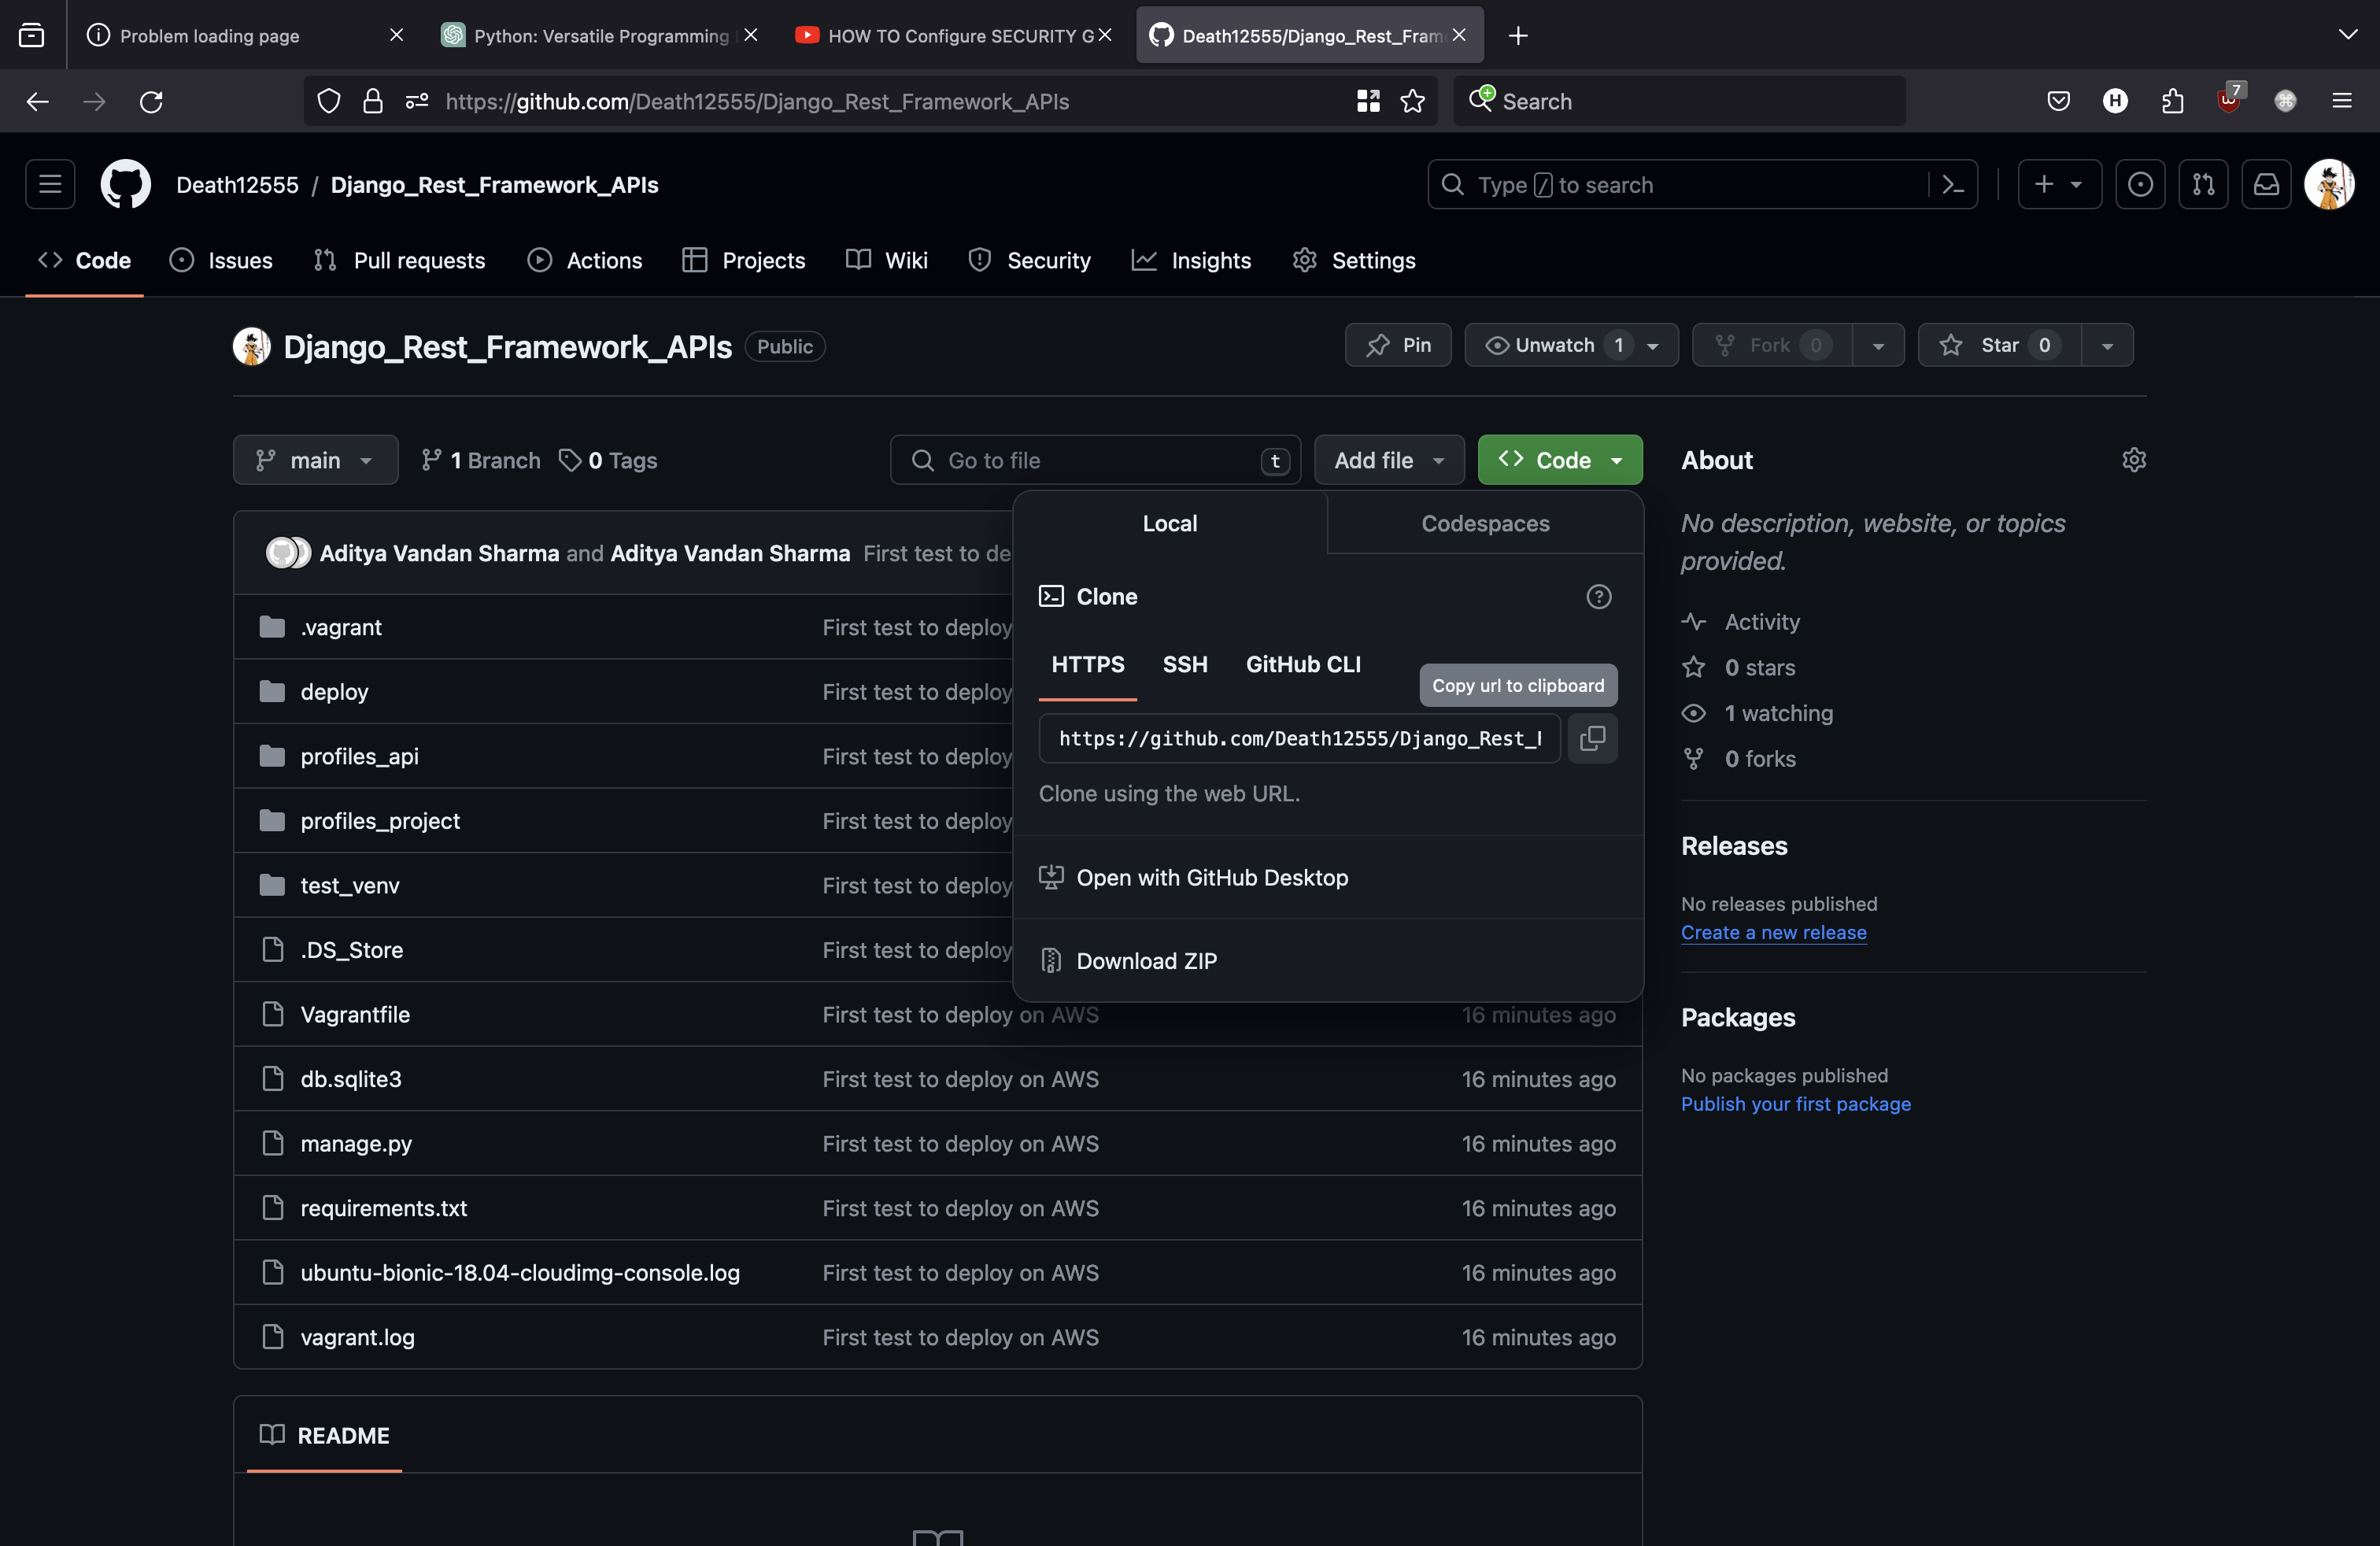 Problem loading page
Python: Versatile Programming
HOW TO Configure SECURITY G
Death12555/Django_Rest_Fram
https://github.com/Death12555/Django_Rest_Framework_APIs
Search
H
7
Death12555 / Django_Rest_Framework_APIs
Type / to search
Code
Issues
Pull requests
Actions
Projects
Wiki
Security
Insights
Settings
Django_Rest_Framework_APIs
Public
Pin
Unwatch 1
Fork 0
Star 0
main
1 Branch
0 Tags
Go to file
t
Add file
Code
Aditya Vandan Sharma and Aditya Vandan Sharma First test to de
.vagrant First test to deploy
deploy First test to deploy
profiles_api First test to deploy
profiles_project First test to deploy
test_venv First test to deploy
.DS_Store First test to deploy
Vagrantfile First test to deploy on AWS 16 minutes ago
db.sqlite3 First test to deploy on AWS 16 minutes ago
manage.py First test to deploy on AWS 16 minutes ago
requirements.txt First test to deploy on AWS 16 minutes ago
ubuntu-bionic-18.04-cloudimg-console.log First test to deploy on AWS 16 minutes ago
vagrant.log First test to deploy on AWS 16 minutes ago
README
Local
Codespaces
Clone
HTTPS
SSH
GitHub CLI
Copy url to clipboard
https://github.com/Death12555/Django_Rest_
Clone using the web URL.
Open with GitHub Desktop
Download ZIP
About
No description, website, or topics
provided.
Activity
0 stars
1 watching
0 forks
Releases
No releases published
Create a new release
Packages
No packages published
Publish your first package